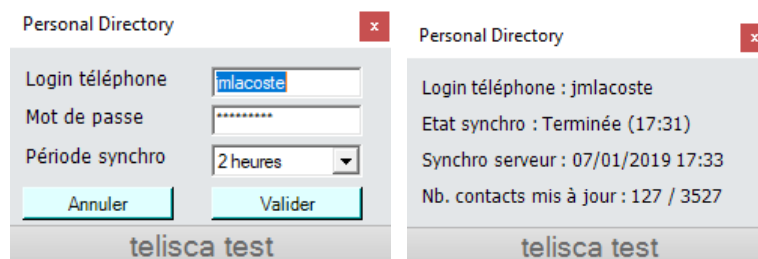 Personal Directory
x
Login téléphone
jmlacoste
Mot de passe
*********
Période synchro
2 heures
Annuler
Valider
telisca test
Personal Directory
x
Login téléphone : jmlacoste
Etat synchro : Terminée (17:31)
Synchro serveur : 07/01/2019 17:33
Nb. contacts mis à jour : 127 / 3527
telisca test